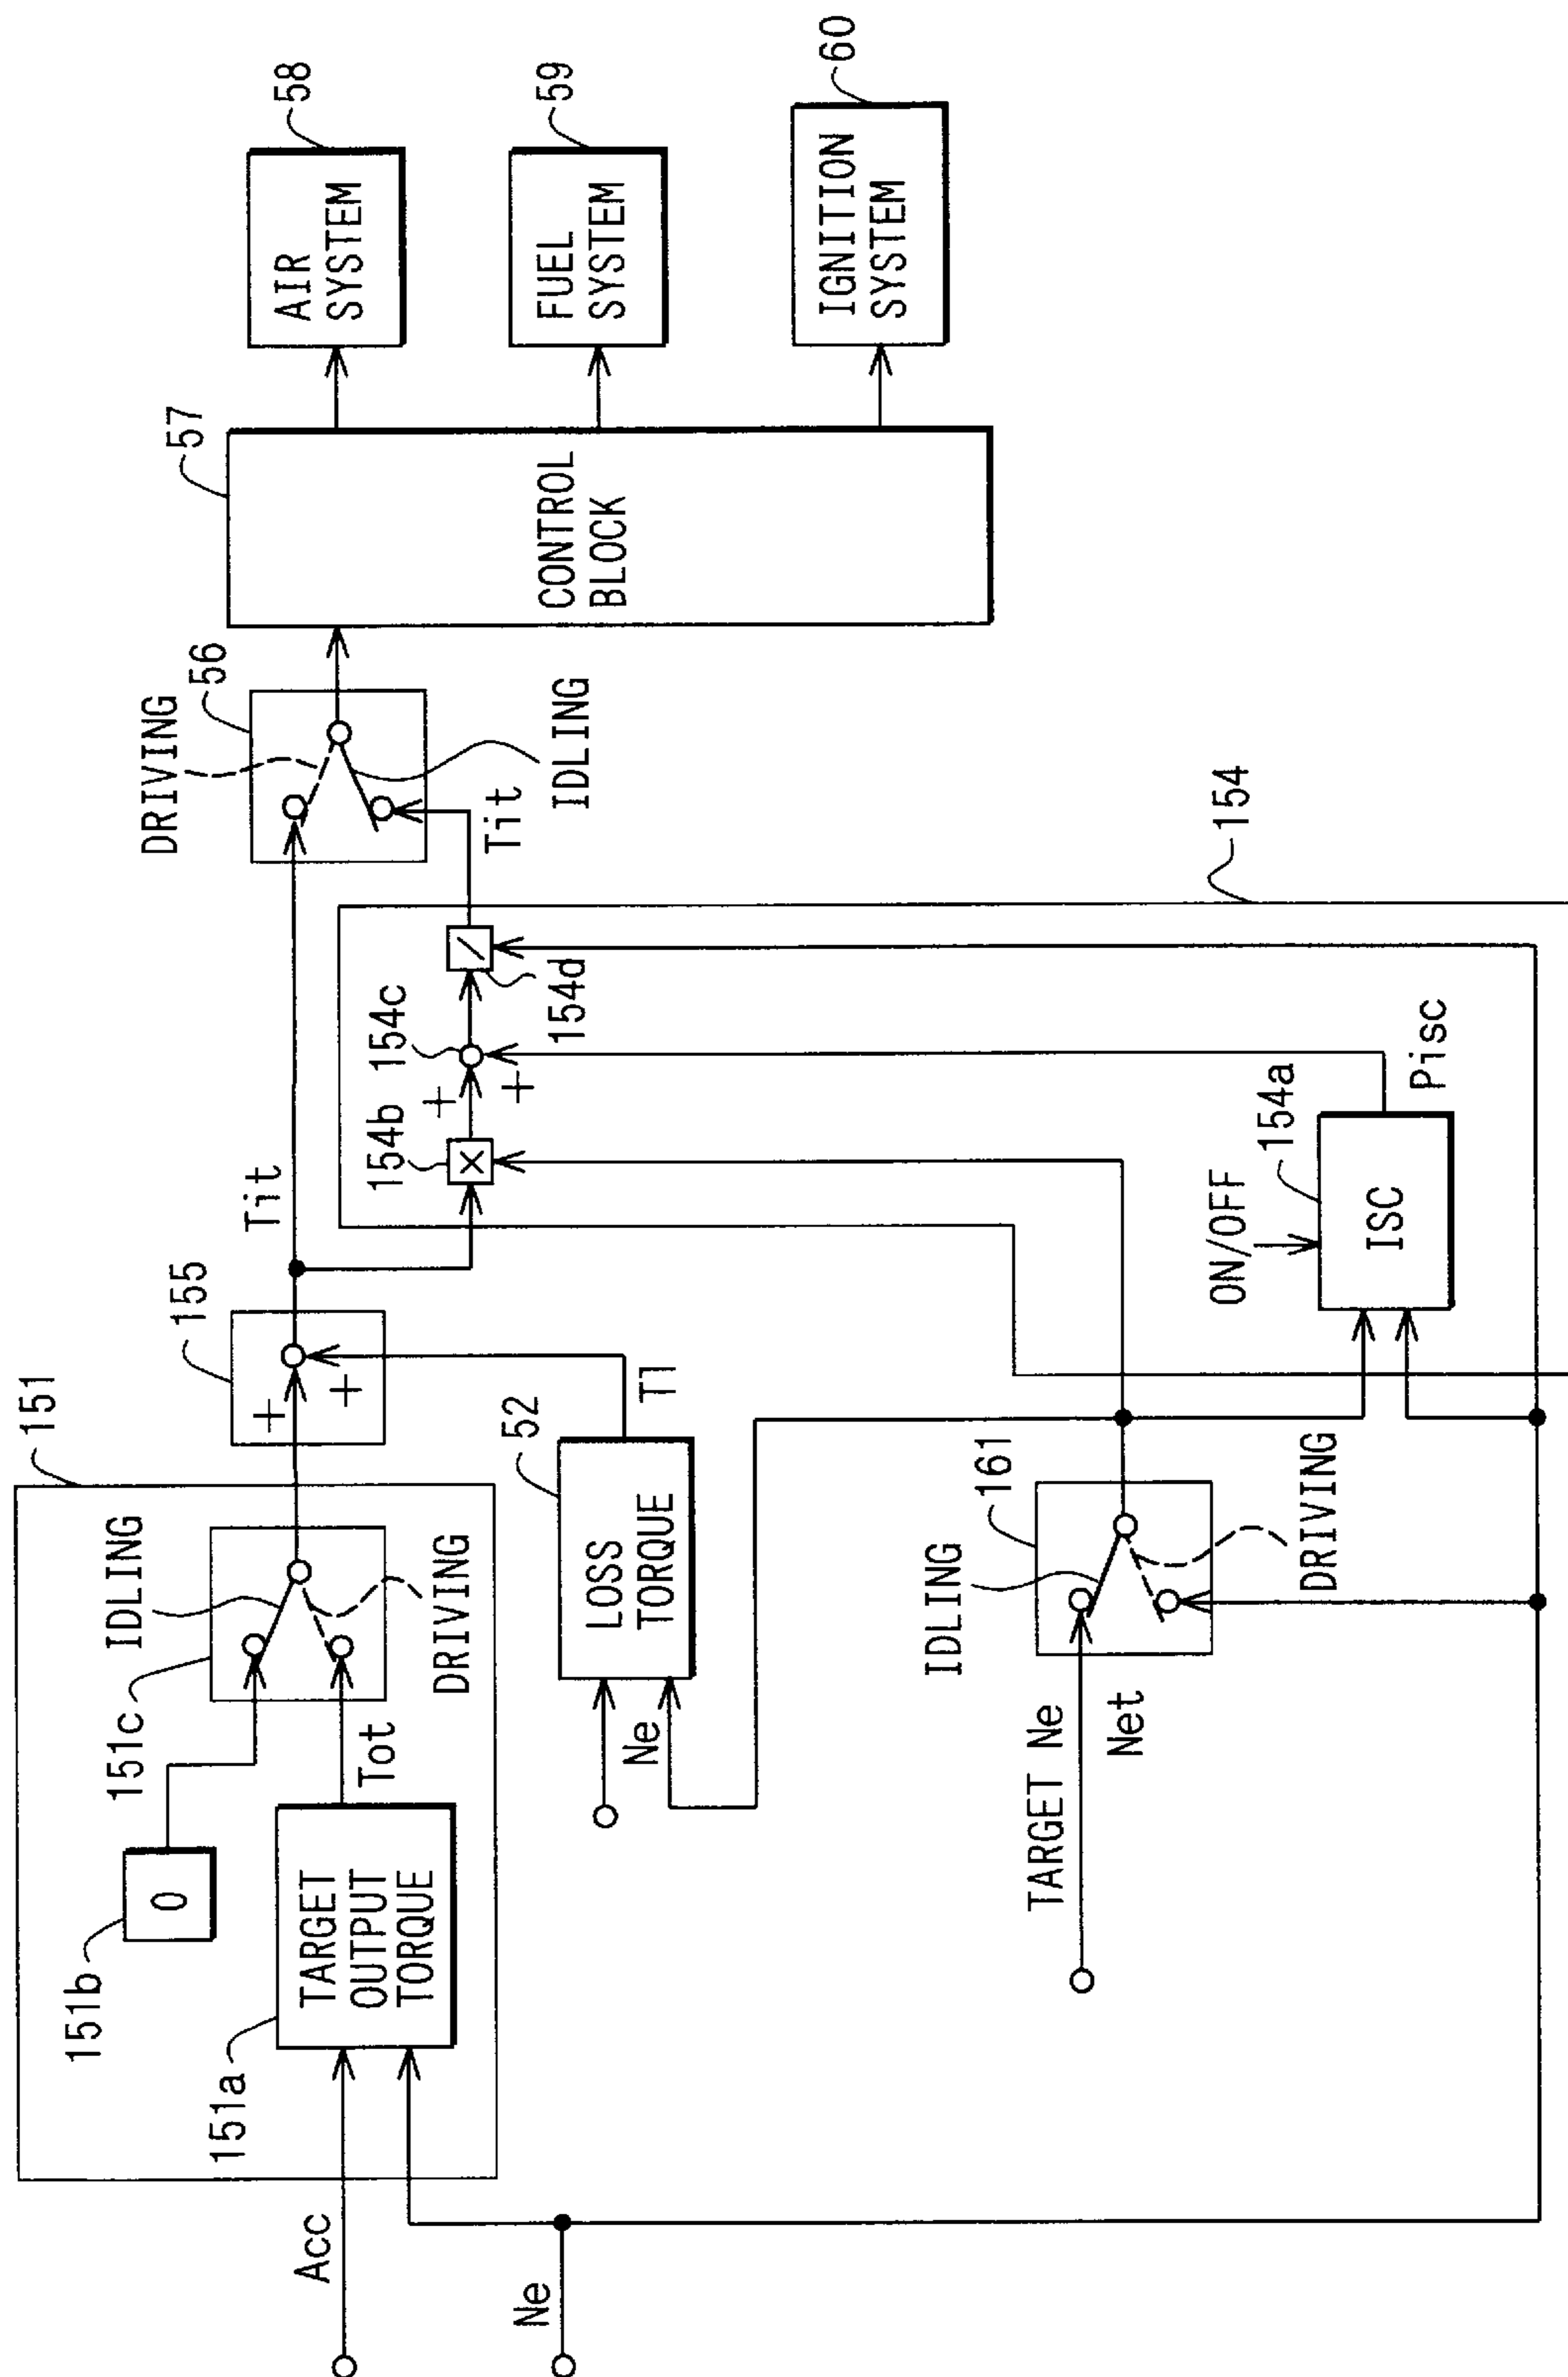 151
151b
0
151c
IDLING
151a
TARGET
OUTPUT
TORQUE
Tot
DRIVING
Acc
Ne
155
+
+
Tit
DRIVING
56
IDLING
Tit
57
CONTROL
BLOCK
58
AIR
SYSTEM
59
FUEL
SYSTEM
60
IGNITION
SYSTEM
52
LOSS
TORQUE
Tl
Ne
154b
×
154c
+
+
154d
/
154
TARGET Ne
Net
IDLING
161
DRIVING
ON/OFF
154a
ISC
Pisc